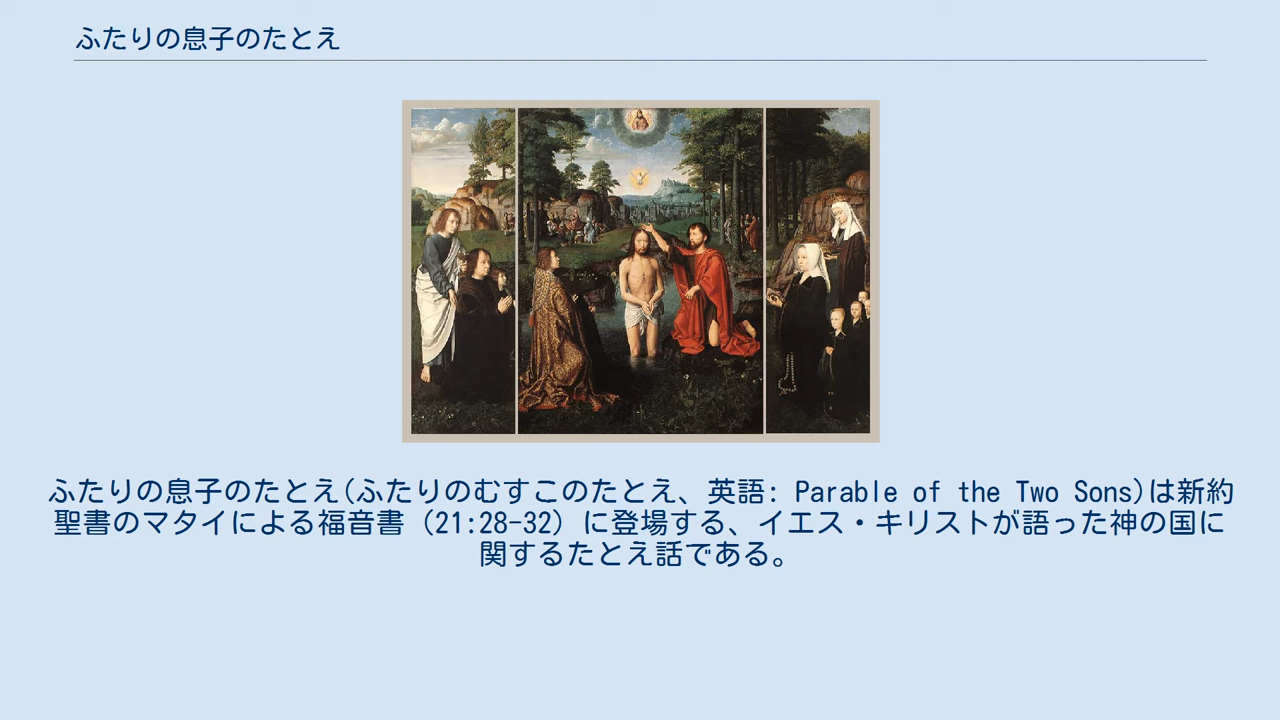 ふたりの息子のたとえ
ふたりの息子のたとえ(ふたりのむすこのたとえ、英語: Parable of the Two Sons)は新約
聖書のマタイによる福音書（21:28-32）に登場する、イエス・キリストが語った神の国に
関するたとえ話である。